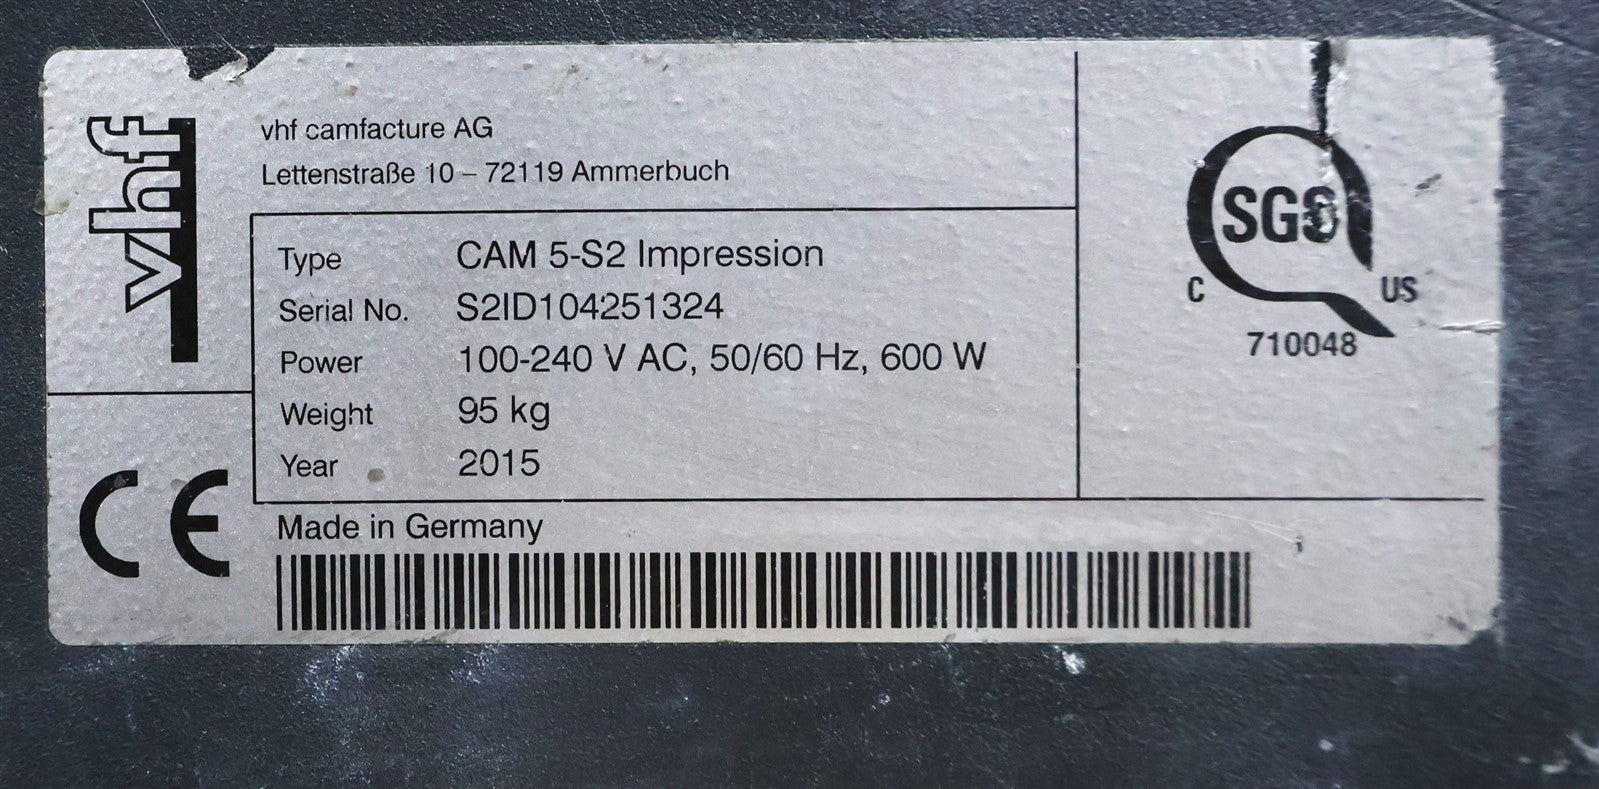 vhf
vhf camfacture AG
Lettenstraße 10 – 72119 Ammerbuch
Type CAM 5-S2 Impression
Serial No. S2ID104251324
Power 100-240 V AC, 50/60 Hz, 600 W
Weight 95 kg
Year 2015
Made in Germany
CE
SGS
C US
710048